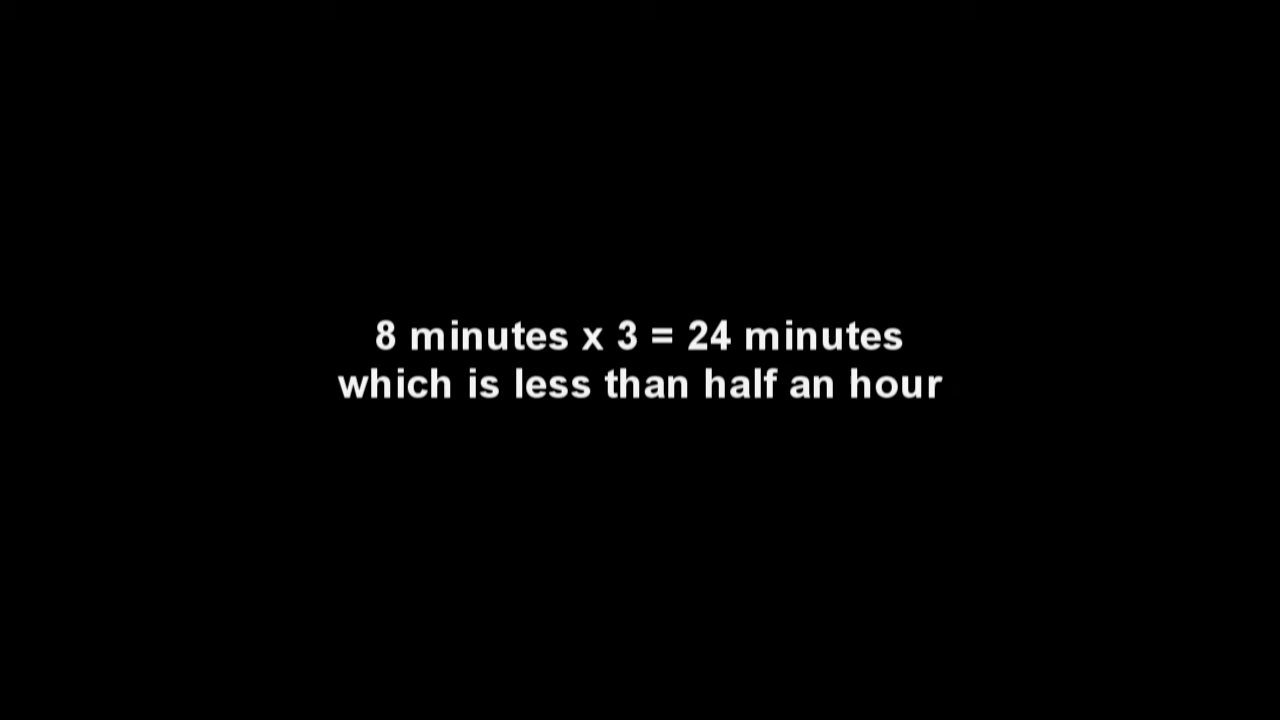 8 minutes x 3 = 24 minutes
which is less than half an hour